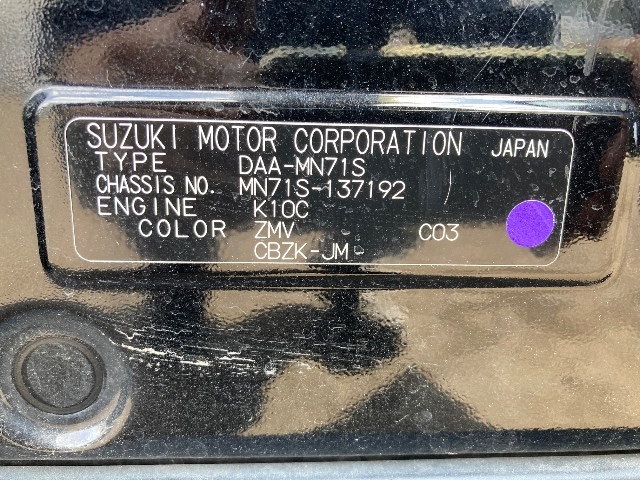 SUZUKI MOTOR CORPORATION JAPAN
TYPE DAA-MN71S
CHASSIS NO. MN71S-137192
ENGINE K10C
COLOR ZMV C03
CBZK-JM